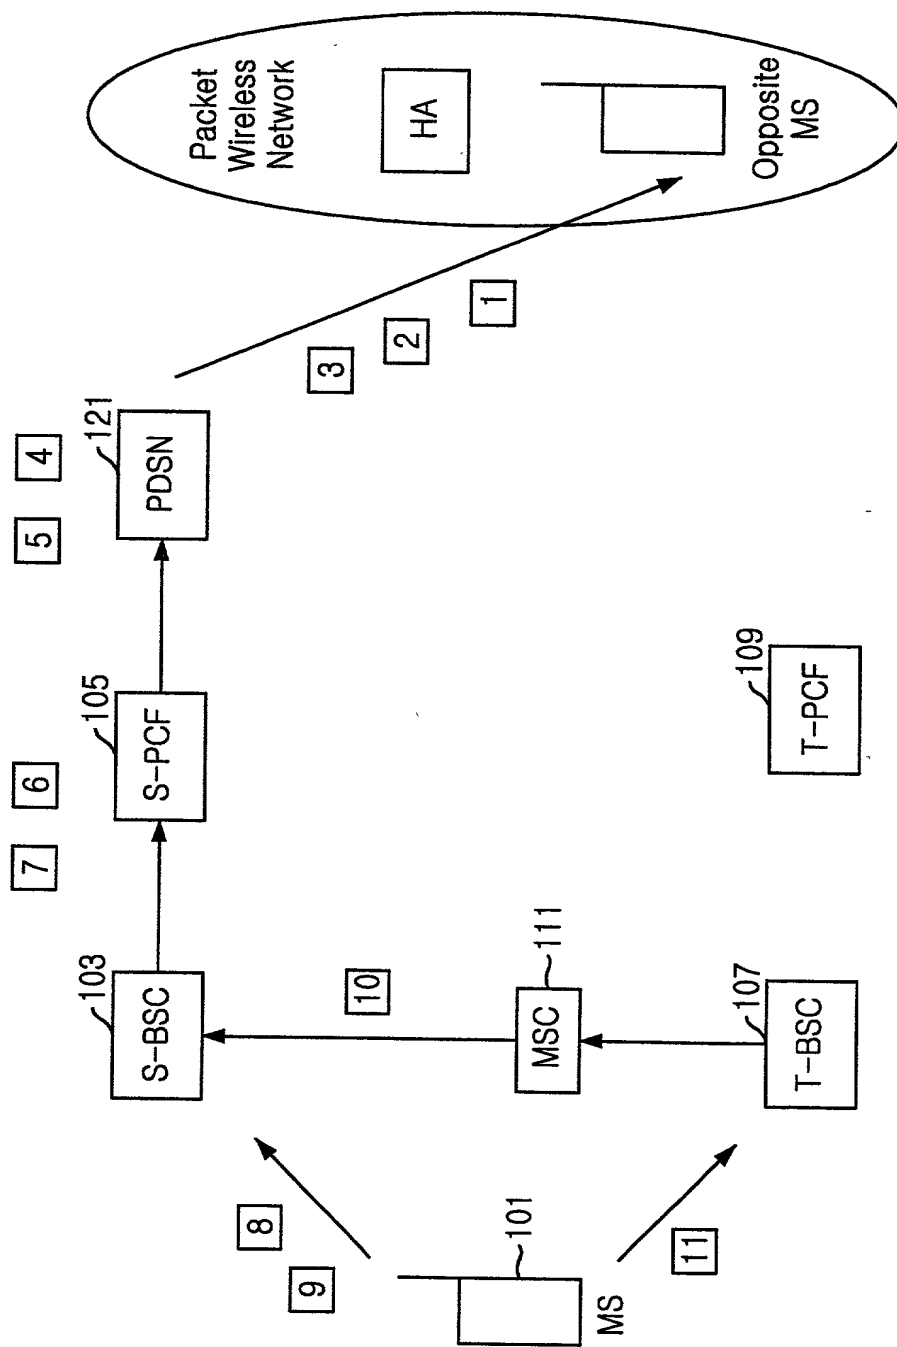 7
6
5
4
103
105
121
S-BSC
S-PCF
PDSN
Packet
Wireless
Network
8
9
3
10
2
HA
1
101
MSC
111
MS
11
107
109
Opposite
MS
T-BSC
T-PCF